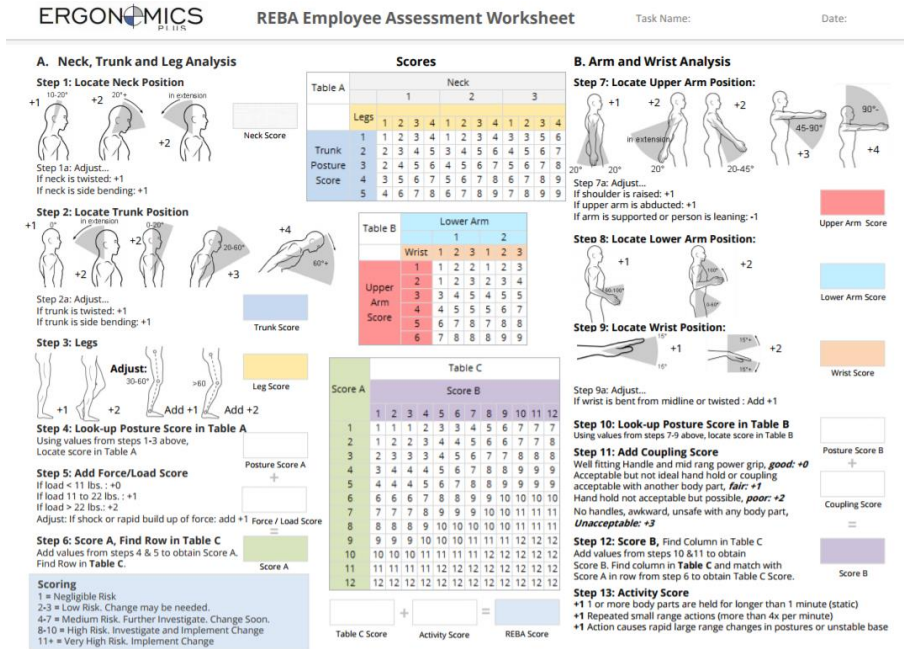 ERGONOMICS
PLUS
REBA Employee Assessment Worksheet
Task Name:
Date:
A. Neck, Trunk and Leg Analysis
Step 1: Locate Neck Position
+1 10-20°
+2 20°+
in extension
+2
Neck Score
Step 1a: Adjust...
If neck is twisted: +1
If neck is side bending: +1
Step 2: Locate Trunk Position
+1 0°
in extension
+2
0-20°
+2
20-60°
+3
+4
60°+
Step 2a: Adjust...
If trunk is twisted: +1
If trunk is side bending: +1
Trunk Score
Step 3: Legs
Adjust:
30-60°
>60
+1
+2
Add +1
Add +2
Leg Score
Step 4: Look-up Posture Score in Table A
Using values from steps 1-3 above,
Locate score in Table A
Posture Score A
+
Step 5: Add Force/Load Score
If load < 11 lbs. : +0
If load 11 to 22 lbs. : +1
If load > 22 lbs.: +2
Adjust: If shock or rapid build up of force: add +1
Force / Load Score
=
Step 6: Score A, Find Row in Table C
Add values from steps 4 & 5 to obtain Score A.
Find Row in Table C.
Score A
Scoring
1 = Negligible Risk
2-3 = Low Risk. Change may be needed.
4-7 = Medium Risk. Further Investigate. Change Soon.
8-10 = High Risk. Investigate and Implement Change
11+ = Very High Risk. Implement Change
Scores
Table A
Neck
1 2 3
Legs 1 2 3 4 1 2 3 4 1 2 3 4
Trunk Posture Score
1 1 2 3 4 1 2 3 4 3 3 5 6
2 2 3 4 5 3 4 5 6 4 5 6 7
3 2 4 5 6 4 5 6 7 5 6 7 8
4 3 5 6 7 5 6 7 8 6 7 8 9
5 4 6 7 8 6 7 8 9 7 8 9 9
Table B
Lower Arm
1 2
Wrist 1 2 3 1 2 3
Upper Arm Score
1 1 2 2 1 2 3
2 1 2 3 2 3 4
3 3 4 5 4 5 5
4 4 5 5 5 6 7
5 6 7 8 7 8 8
6 7 8 8 8 9 9
Table C
Score A
Score B
1 2 3 4 5 6 7 8 9 10 11 12
1 1 1 1 2 3 3 4 5 6 7 7 7
2 1 2 2 3 4 4 5 6 6 7 7 8
3 2 3 3 3 4 5 6 7 7 8 8 8
4 3 4 4 4 5 6 7 8 8 9 9 9
5 4 4 4 5 6 7 8 8 9 9 9 9
6 6 6 6 7 8 8 9 9 10 10 10 10
7 7 7 7 8 9 9 9 10 10 11 11 11
8 8 8 8 9 10 10 10 10 10 11 11 11
9 9 9 9 10 10 10 11 11 11 12 12 12
10 10 10 10 11 11 11 11 12 12 12 12 12
11 11 11 11 11 12 12 12 12 12 12 12 12
12 12 12 12 12 12 12 12 12 12 12 12 12
Table C Score
+
Activity Score
=
REBA Score
B. Arm and Wrist Analysis
Step 7: Locate Upper Arm Position:
+1
20° 20°
+2
in extension
20°
+2
20-45°
45-90°
+3
90°-
+4
Step 7a: Adjust...
If shoulder is raised: +1
If upper arm is abducted: +1
If arm is supported or person is leaning: -1
Upper Arm Score
Step 8: Locate Lower Arm Position:
+1
+2
Lower Arm Score
Step 9: Locate Wrist Position:
15°
+1
15°
15°+
+2
15°+
Wrist Score
Step 9a: Adjust...
If wrist is bent from midline or twisted : Add +1
Step 10: Look-up Posture Score in Table B
Using values from steps 7-9 above, locate score in Table B
Posture Score B
+
Step 11: Add Coupling Score
Well fitting Handle and mid rang power grip, good: +0
Acceptable but not ideal hand hold or coupling
acceptable with another body part, fair: +1
Hand hold not acceptable but possible, poor: +2
No handles, awkward, unsafe with any body part,
Unacceptable: +3
Coupling Score
=
Step 12: Score B, Find Column in Table C
Add values from steps 10 &11 to obtain
Score B. Find column in Table C and match with
Score A in row from step 6 to obtain Table C Score.
Score B
Step 13: Activity Score
+1 1 or more body parts are held for longer than 1 minute (static)
+1 Repeated small range actions (more than 4x per minute)
+1 Action causes rapid large range changes in postures or unstable base